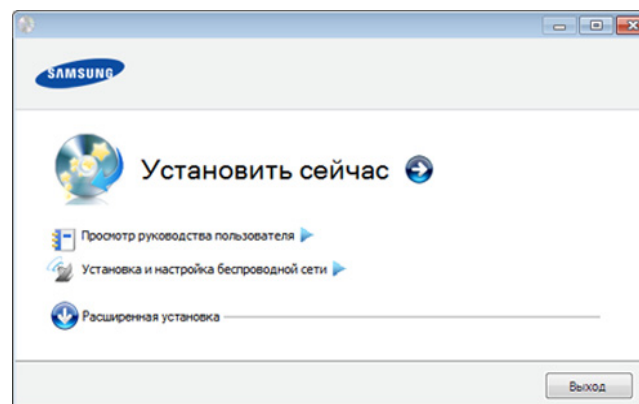 SAMSUNG
Установить сейчас
Просмотр руководства пользователя
Установка и настройка беспроводной сети
Расширенная установка
Выход